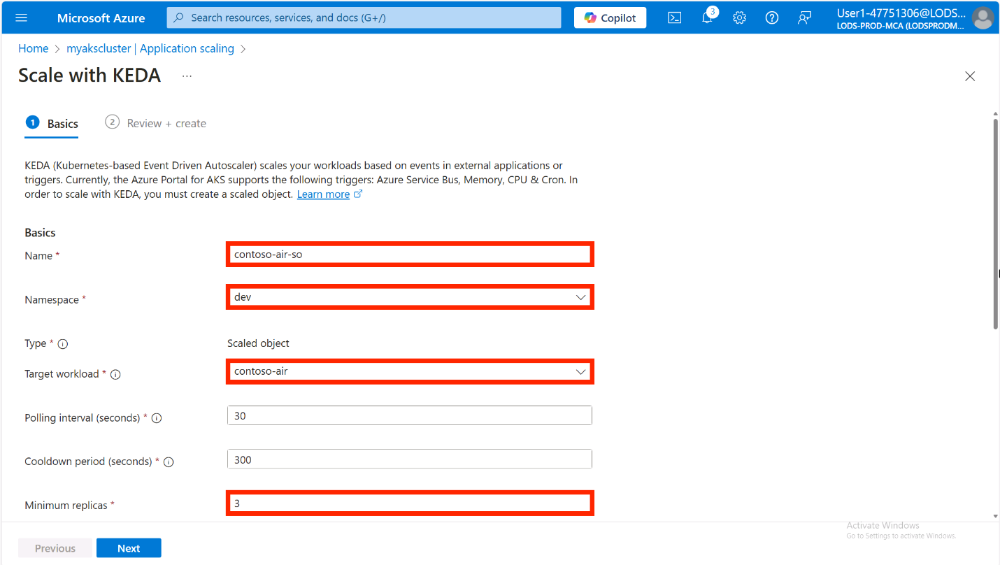 Microsoft Azure
Search resources, services, and docs (G+/)
Copilot
3
User1-47751306@LODS...
LODS-PROD-MCA (LODSPRODM...
Home > myakscluster | Application scaling >
Scale with KEDA ...
1 Basics
2 Review + create
KEDA (Kubernetes-based Event Driven Autoscaler) scales your workloads based on events in external applications or
triggers. Currently, the Azure Portal for AKS supports the following triggers: Azure Service Bus, Memory, CPU & Cron. In
order to scale with KEDA, you must create a scaled object. Learn more
Basics
Name * contoso-air-so
Namespace * dev
Type * Scaled object
Target workload * contoso-air
Polling interval (seconds) * 30
Cooldown period (seconds) * 300
Minimum replicas * 3
Activate Windows
Go to Settings to activate Windows.
Previous
Next